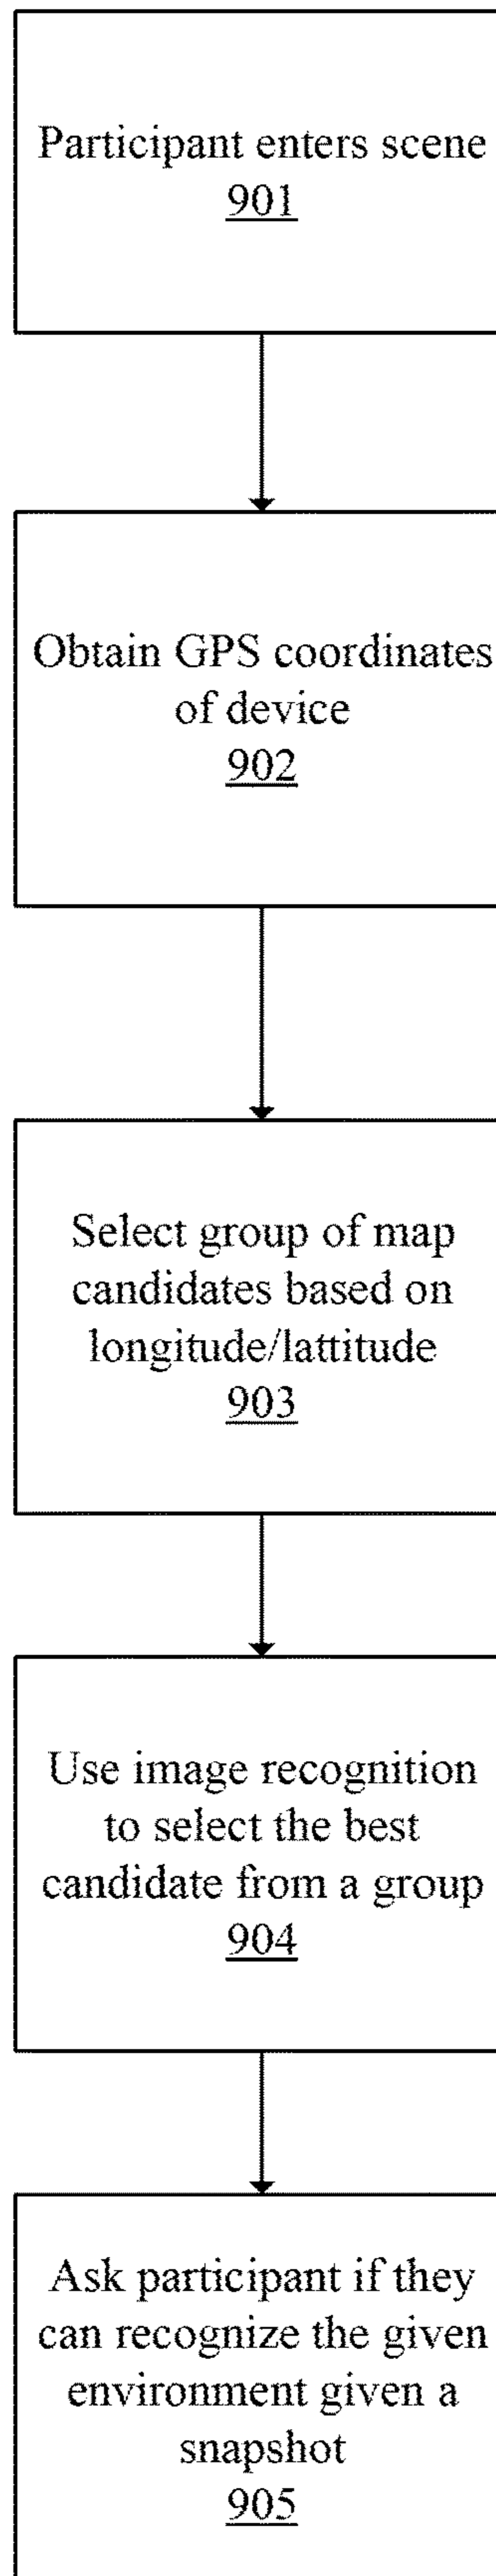 Participant enters scene
901
Obtain GPS coordinates
of device
902
Select group of map
candidates based on
longitude/lattitude
903
Use image recognition
to select the best
candidate from a group
904
Ask participant if they
can recognize the given
environment given a
snapshot
905